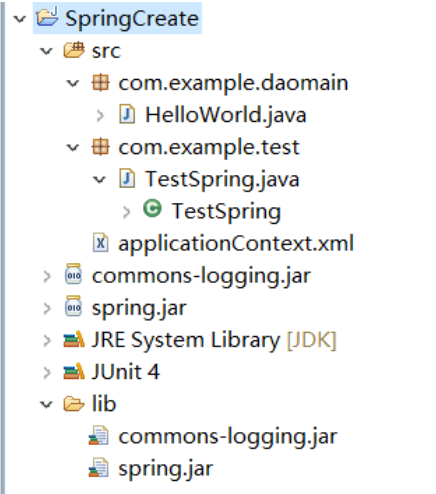 SpringCreate
src
com.example.daomain
HelloWorld.java
com.example.test
TestSpring.java
TestSpring
applicationContext.xml
commons-logging.jar
spring.jar
JRE System Library [JDK]
JUnit 4
lib
commons-logging.jar
spring.jar